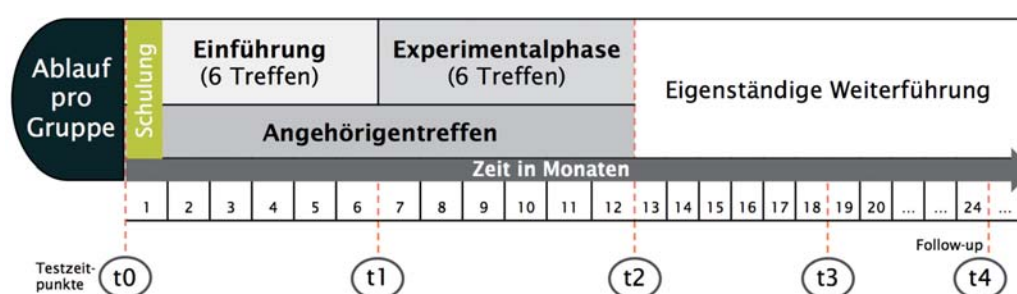 Ablauf
pro
Gruppe
Schulung
Einführung
(6 Treffen)
Experimentalphase
(6 Treffen)
Eigenständige Weiterführung
Angehörigentreffen
Zeit in Monaten
1 2 3 4 5 6 7 8 9 10 11 12 13 14 15 16 17 18 19 20 ... ... 24 ...
Follow-up
Testzeit-
punkte
t0 t1 t2 t3 t4